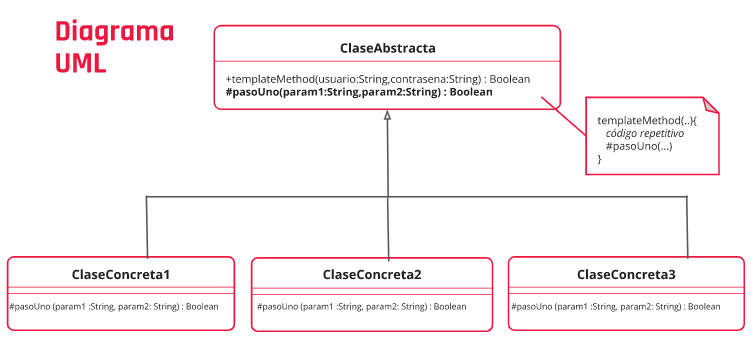 Diagrama
UML
ClaseAbstracta
+templateMethod(usuario:String,contrasena:String) : Boolean
#pasoUno(param1:String,param2:String) : Boolean
templateMethod(..){
código repetitivo
#pasoUno(...)
}
ClaseConcreta1
#pasoUno (param1 :String, param2: String) : Boolean
ClaseConcreta2
#pasoUno (param1 :String, param2: String) : Boolean
ClaseConcreta3
#pasoUno (param1 :String, param2: String) : Boolean